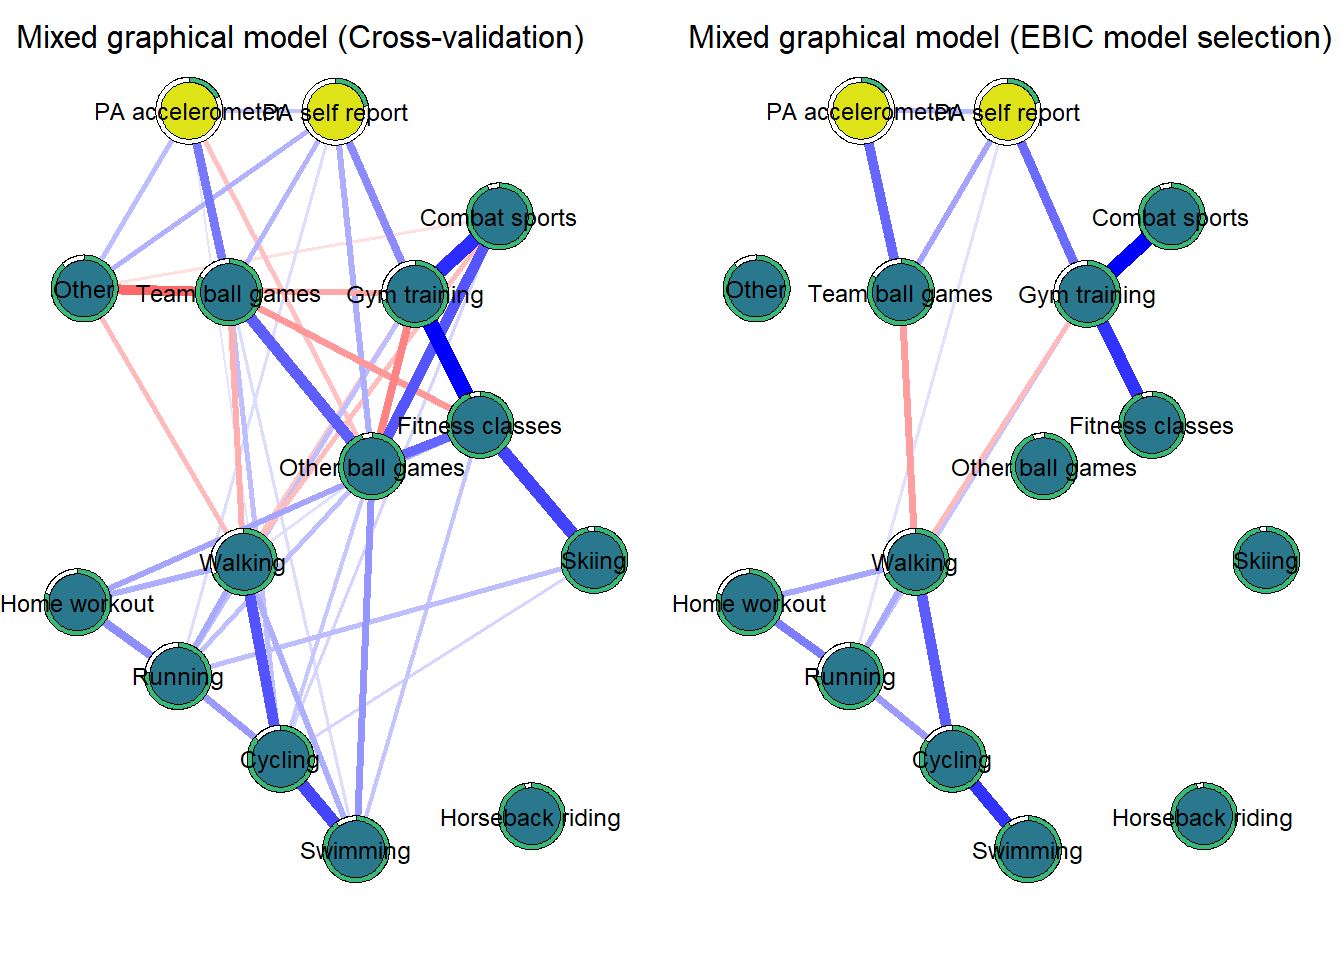 Mixed graphical model (Cross-validation)
PA accelerometer
PA self report
Combat sports
Other
Team ball games
Gym training
Fitness classes
Other ball games
Walking
Skiing
Home workout
Running
Cycling
Horseback riding
Swimming
Mixed graphical model (EBIC model selection)
PA accelerometer
PA self report
Combat sports
Other
Team ball games
Gym training
Fitness classes
Other ball games
Walking
Skiing
Home workout
Running
Cycling
Horseback riding
Swimming